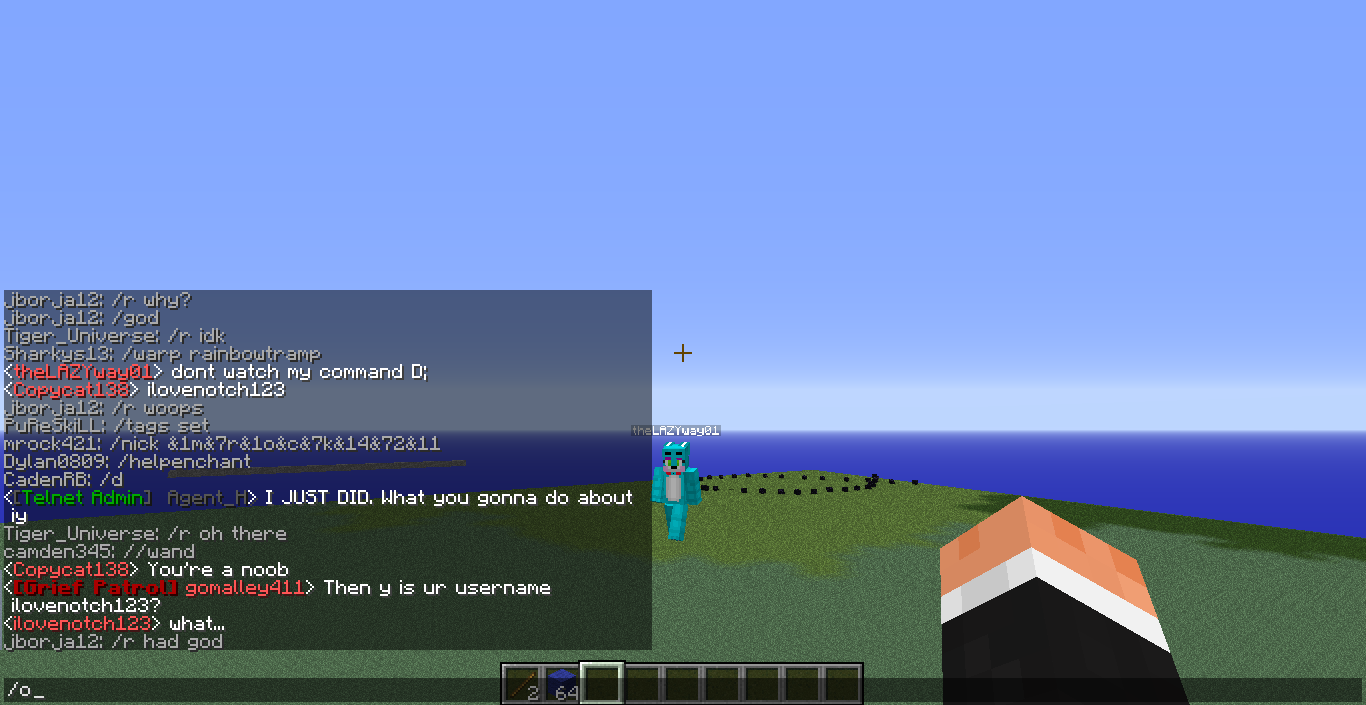 jborja12: /r why?
jborja12: /god
Tiger_Universe: /r idk
Sharkys13: /warp rainbowtramp
<theLAZYway01> dont watch my command D;
<Copycat138> ilovenotch123
jborja12: /r woops
PuReSkiLL: /tags set
mrock421: /nick &1m&7r&1o&c&7k&14&72&11
Dylan0809: /helpenchant
CadenRB: /d
<[Telnet Admin] Agent_H> I JUST DID. What you gonna do about
iy
Tiger_Universe: /r oh there
camden345: //wand
<Copycat138> You're a noob
<[Grief Patrol] gomalley411> Then y is ur username
ilovenotch123?
<ilovenotch123> what...
jborja12: /r had god
theLAZYway01
2
64
/o_